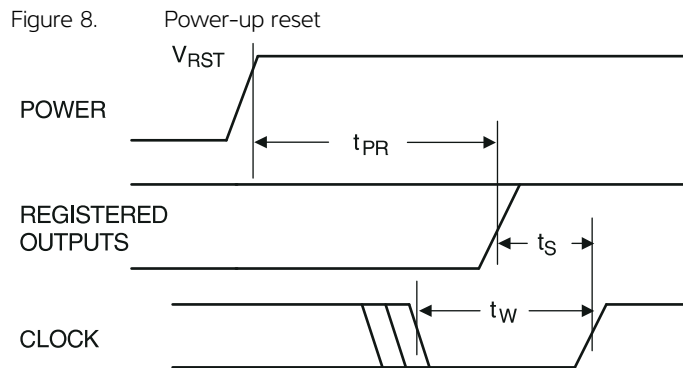 Figure 8. Power-up reset
VRST
POWER
tPR
REGISTERED
OUTPUTS
tS
tW
CLOCK